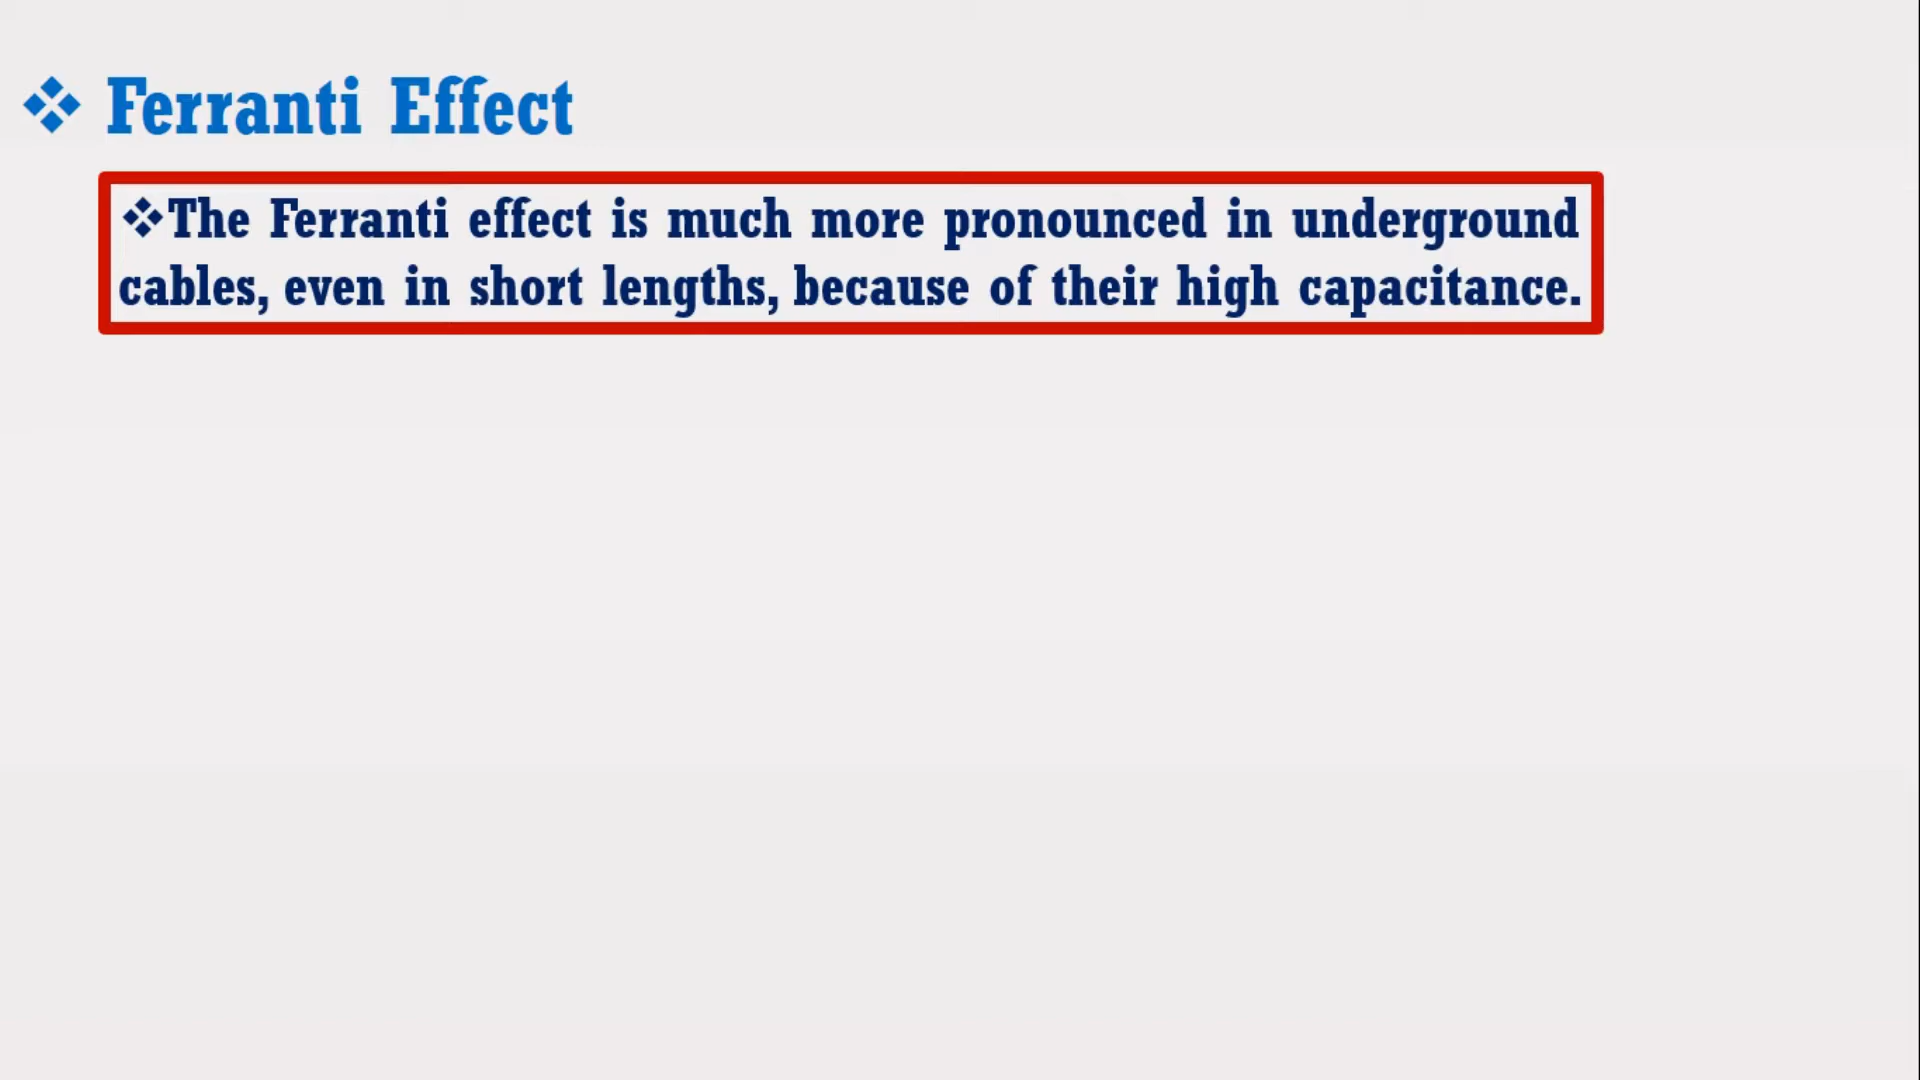 ❖ Ferranti Effect
❖The Ferranti effect is much more pronounced in underground
cables, even in short lengths, because of their high capacitance.